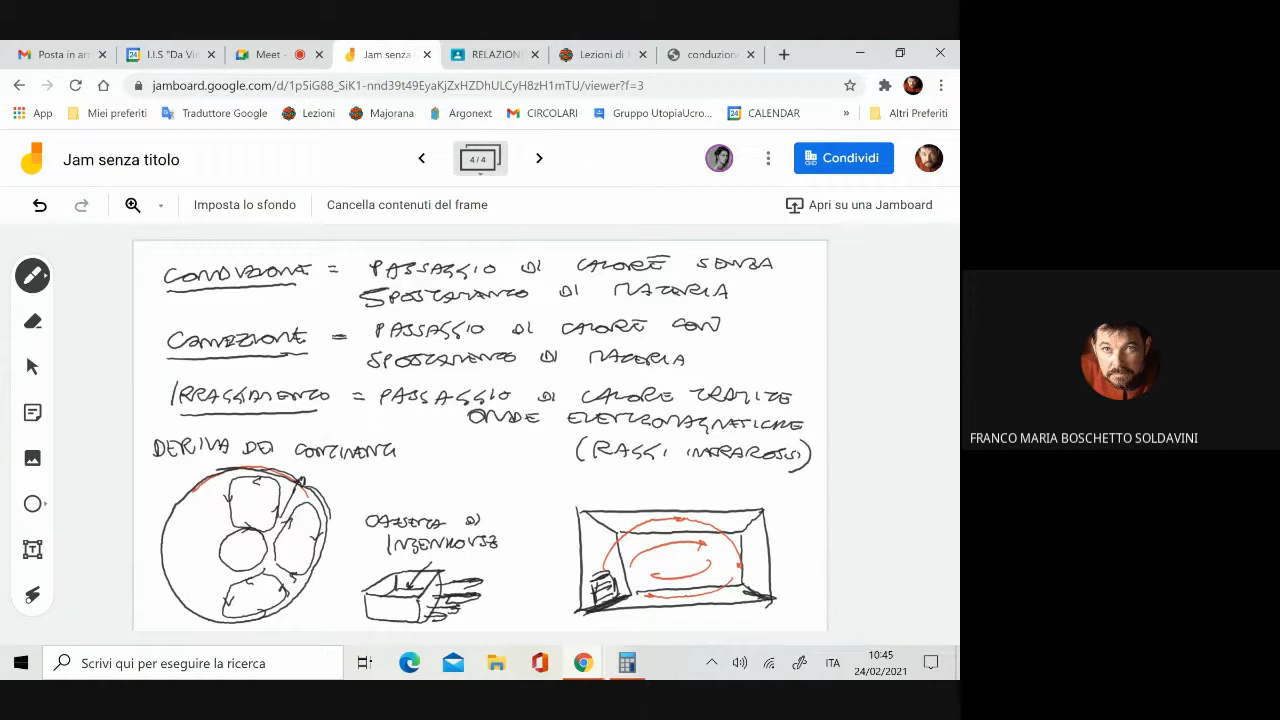 Posta in arr
I.I.S "Da Vin
Meet -
Jam senza
RELAZIONE
Lezioni di M
conduzion
jamboard.google.com/d/1p5iG88_SiK1-nnd39t49EyaKjZxHZDhULCyH8zH1mTU/viewer?f=3
App
Miei preferiti
Traduttore Google
Lezioni
Majorana
Argonext
CIRCOLARI
Gruppo UtopiaUcro...
CALENDAR
»
Altri Preferiti
Jam senza titolo
4/4
Condividi
Imposta lo sfondo
Cancella contenuti del frame
Apri su una Jamboard
CONDUZIONE = PASSAGGIO DI CALORE SENZA
SPOSTAMENTO DI MATERIA
CONVEZIONE = PASSAGGIO DI CALORE CON
SPOSTAMENTO DI MATERIA
IRRAGGIAMENTO = PASSAGGIO DI CALORE TRAMITE
ONDE ELETTROMAGNETICHE
(RAGGI INFRAROSSI)
DERIVA DEI CONTINENTI
CASSETTA DI
INGENHOUSZ
FRANCO MARIA BOSCHETTO SOLDAVINI
Scrivi qui per eseguire la ricerca
ITA
10:45
24/02/2021